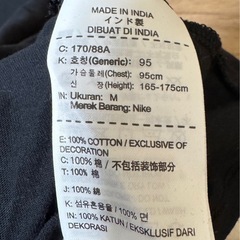 MADE IN INDIA
インド製
DIBUAT DI INDIA
C: 170/88A
K: 호칭(Generic): 95
가슴둘레(Chest): 95cm
신 장(Height): 165-175cm
IN: Ukuran: M
Merek Barang: Nike
E: 100% COTTON / EXCLUSIVE OF
DECORATION
C: 100% 棉 / 不包括装饰部分
T: 100% 棉
J: 100% 綿
K: 섬유혼용율 / 100% 면
IN: 100% KATUN / EKSKLUSIF DARI
DEKORASI